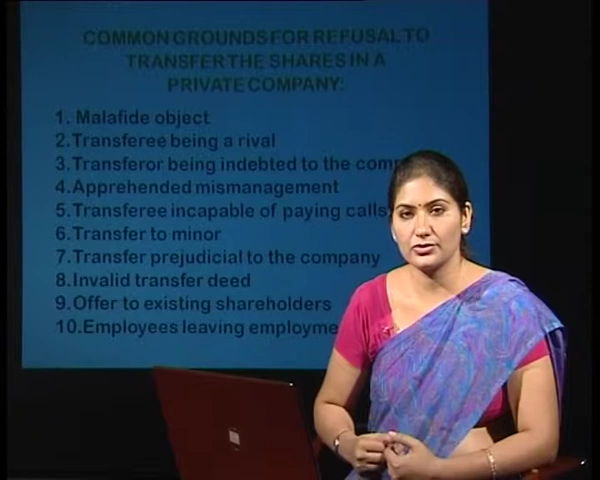 COMMON GROUNDS FOR REFUSAL TO
TRANSFER THE SHARES IN A
PRIVATE COMPANY:
1. Malafide object
2.Transferee being a rival
3.Transferor being indebted to the
4.Apprehended mismanagement
5.Transferee incapable of paying calls
6.Transfer to minor
7.Transfer prejudicial to the company
8.Invalid transfer deed
9.Offer to existing shareholders
10.Employees leaving